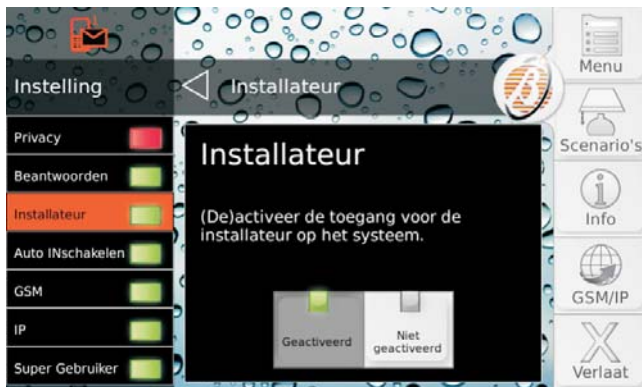 Instelling
Installateur
Privacy
Beantwoorden
Installateur
Auto INschakelen
GSM
IP
Super Gebruiker
Installateur
(De)activeer de toegang voor de
installateur op het systeem.
Geactiveerd
Niet
geactiveerd
Menu
Scenario's
Info
GSM/IP
Verlaat